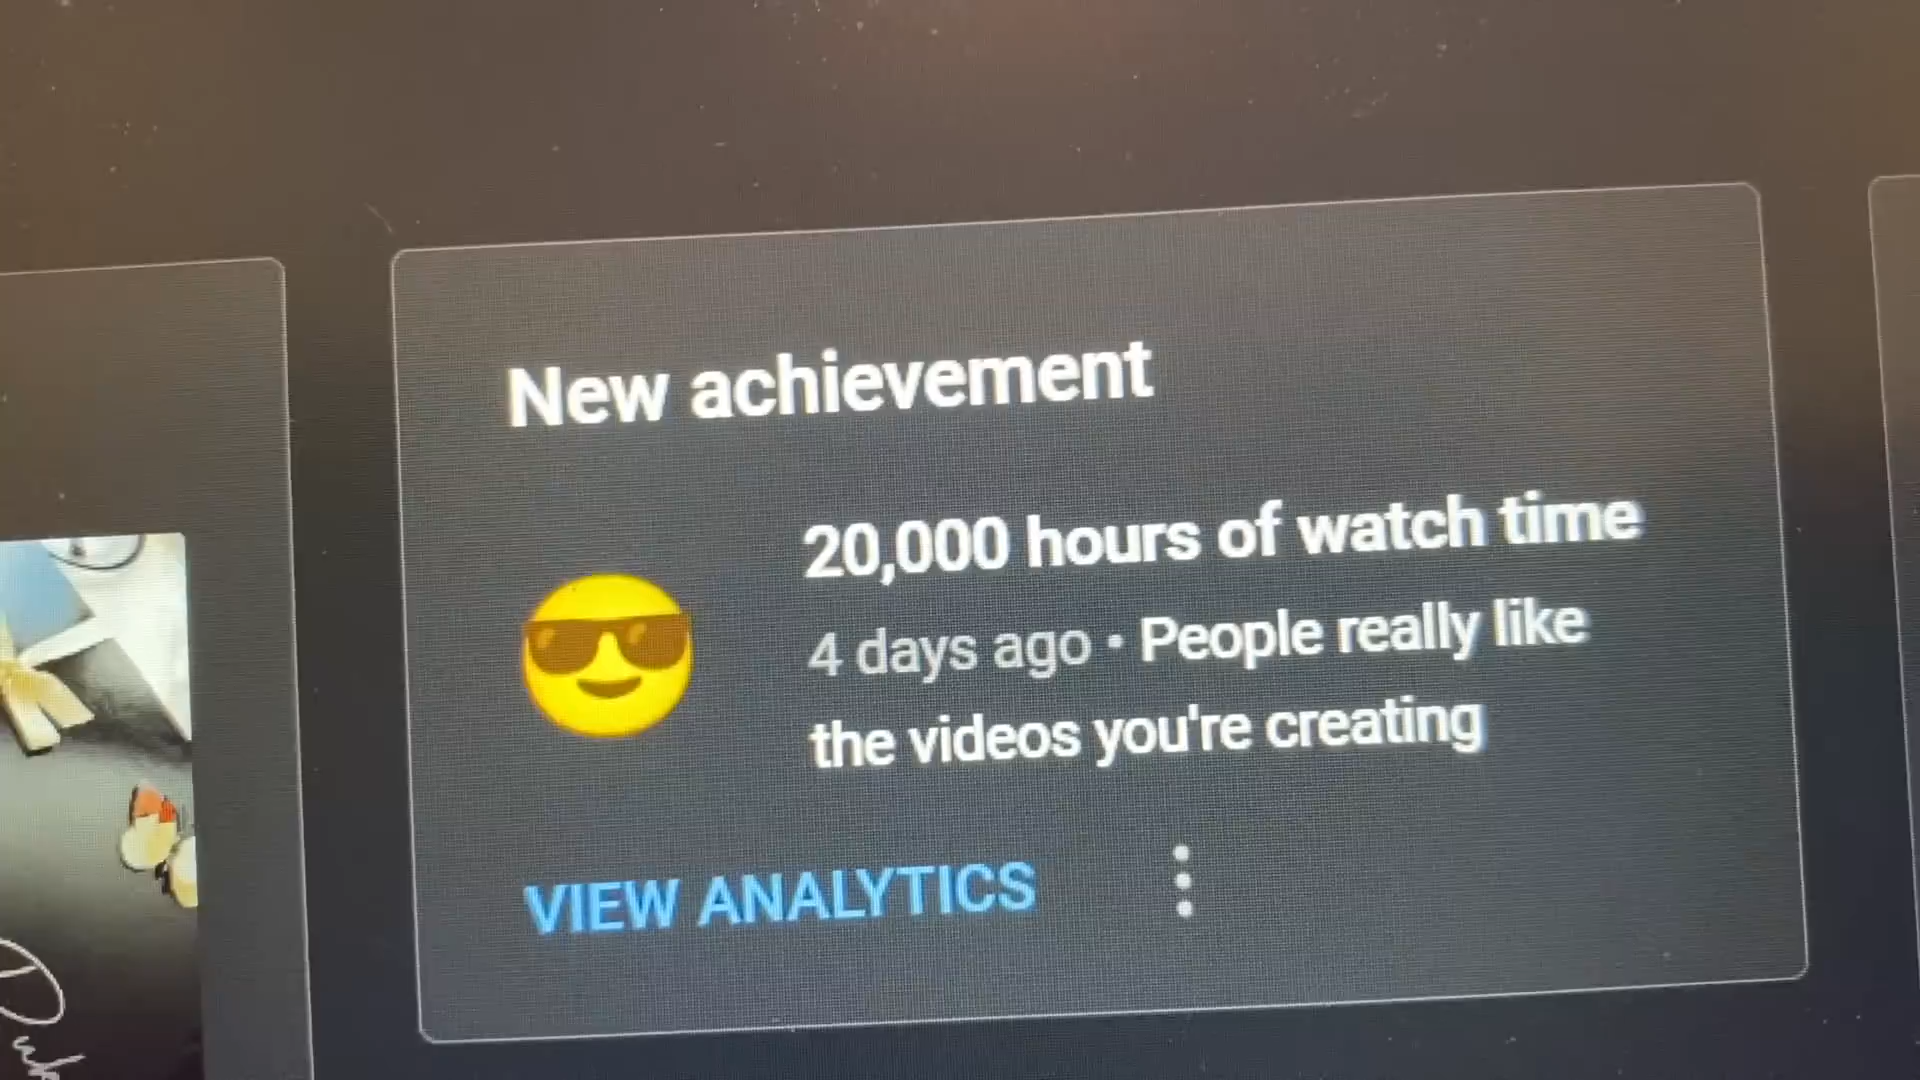 New achievement
20,000 hours of watch time
4 days ago • People really like
the videos you're creating
VIEW ANALYTICS